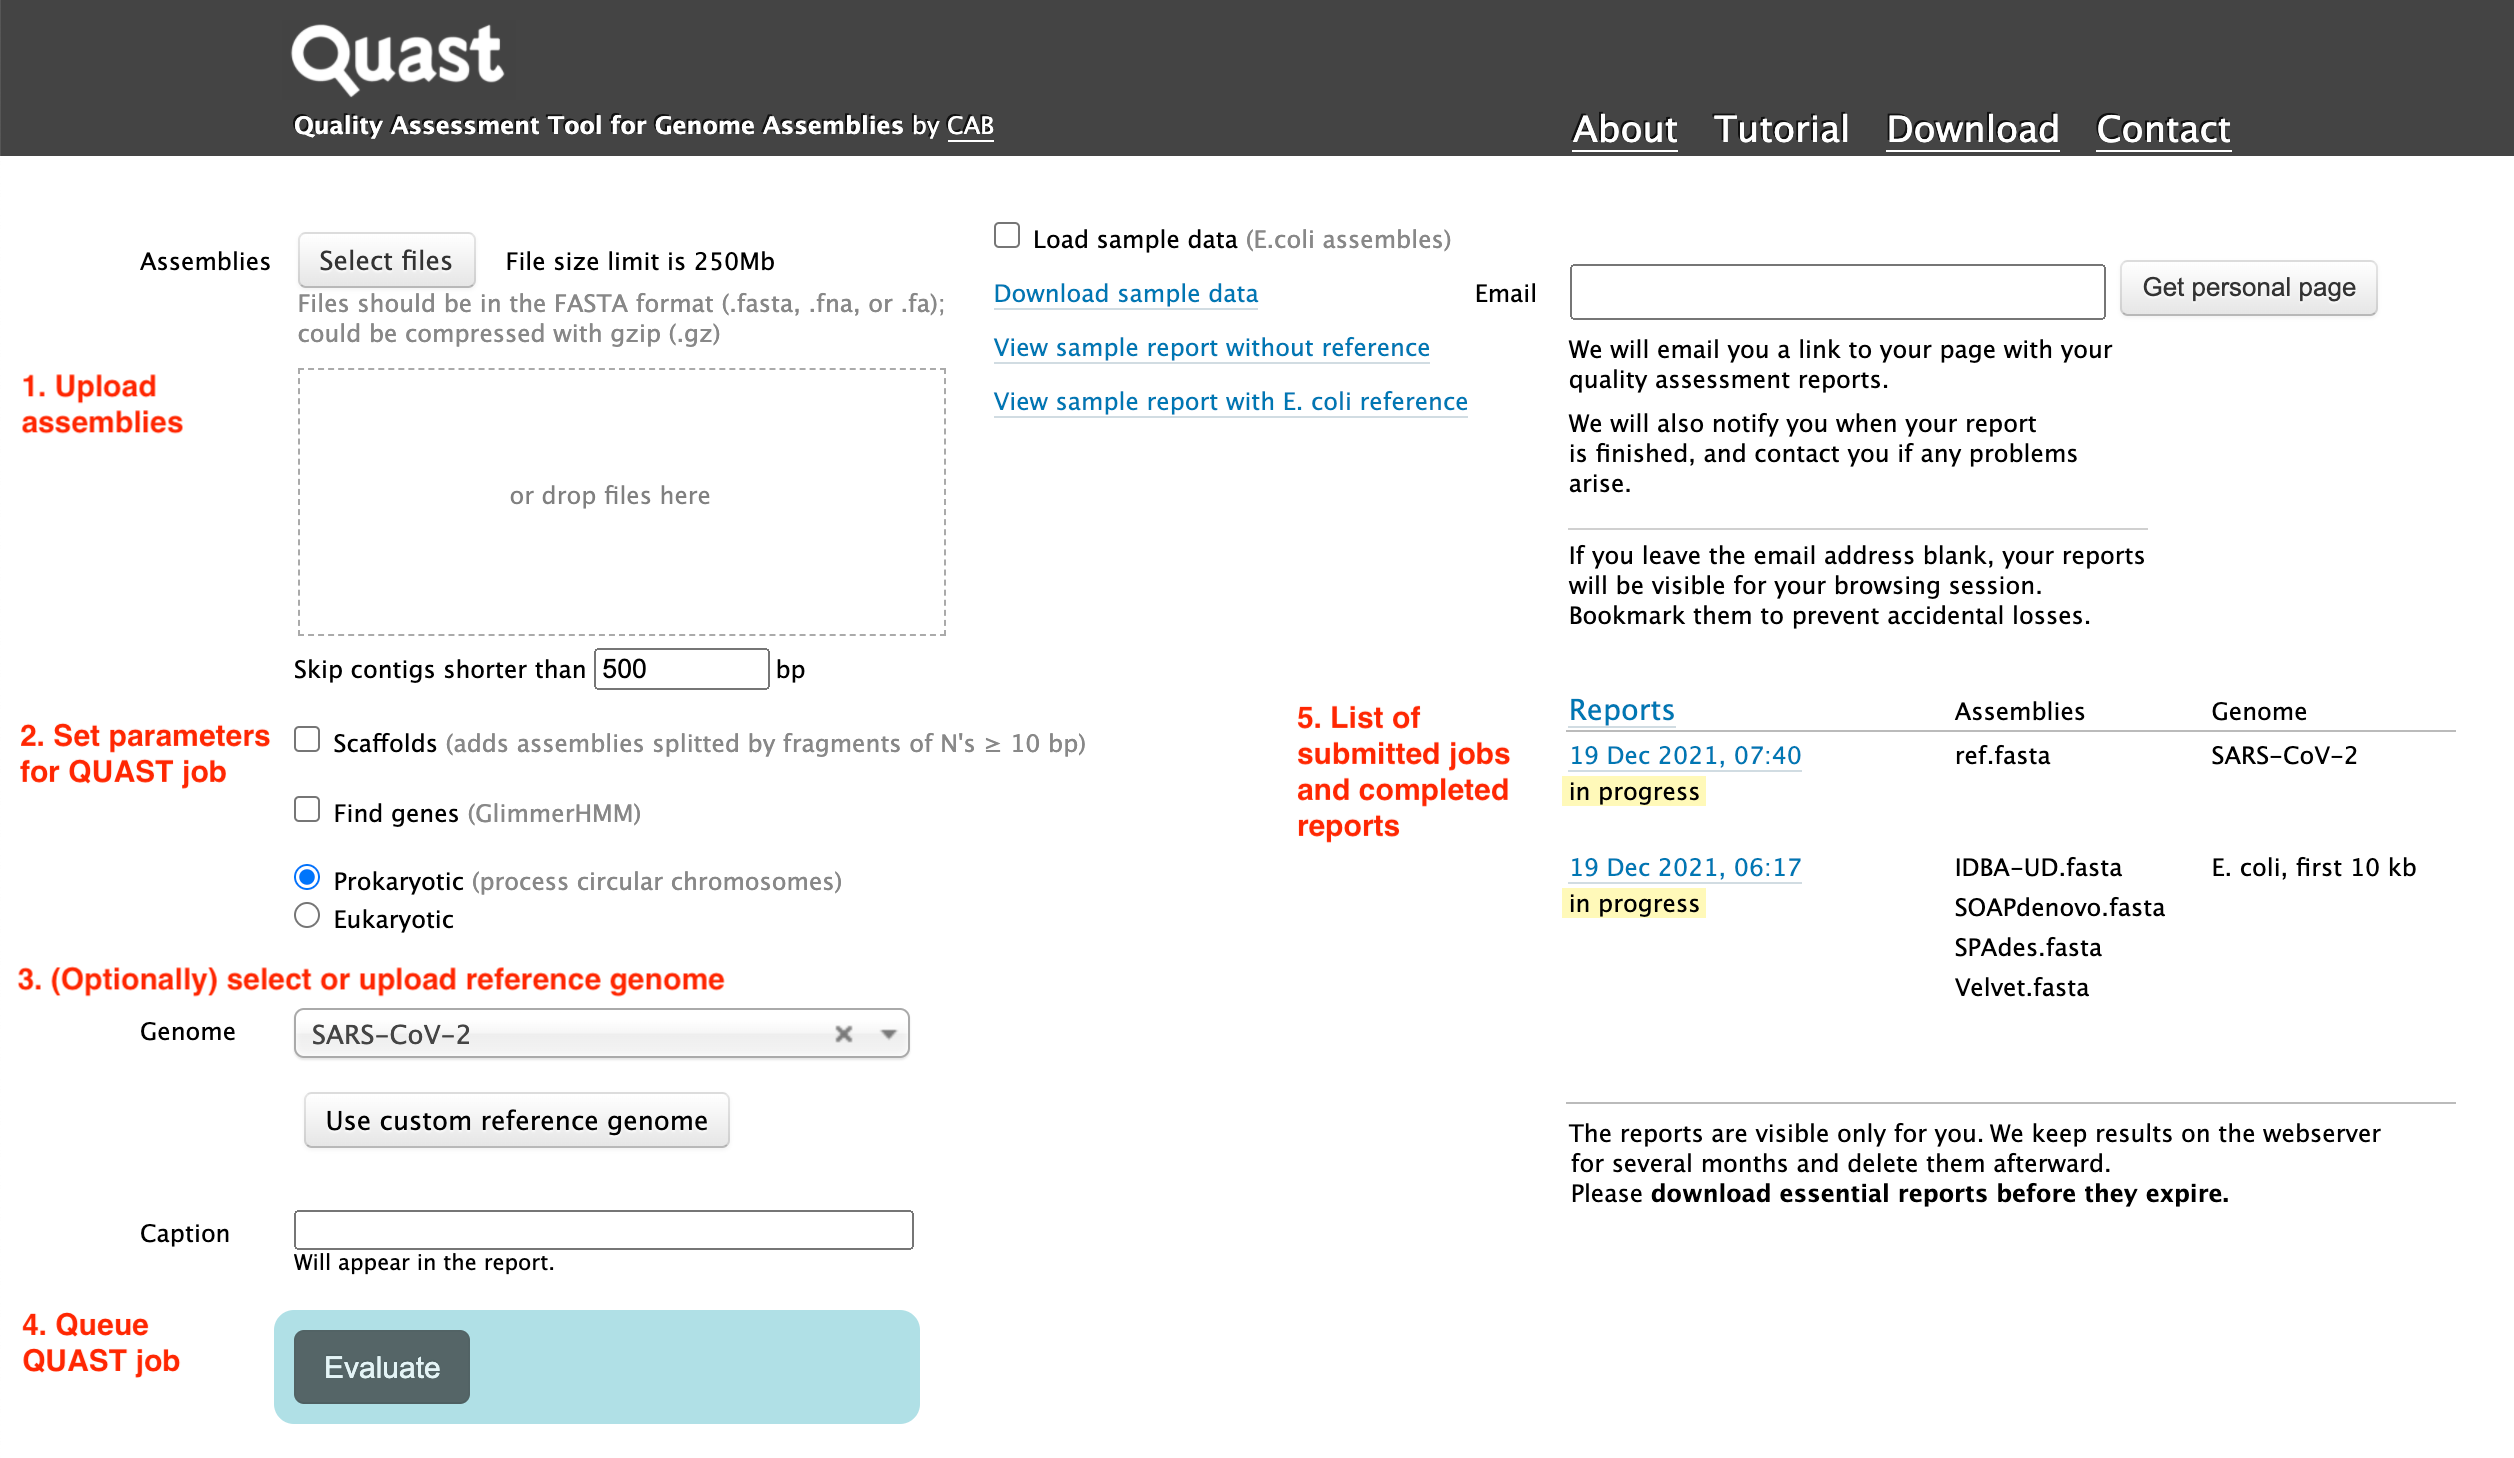 Quast
Quality Assessment Tool for Genome Assemblies by CAB
About Tutorial Download Contact
Assemblies Select files File size limit is 250Mb
Files should be in the FASTA format (.fasta, .fna, or .fa);
could be compressed with gzip (.gz)
1. Upload
assemblies
or drop files here
Skip contigs shorter than 500 bp
Load sample data (E.coli assembles)
Download sample data
View sample report without reference
View sample report with E. coli reference
Email Get personal page
We will email you a link to your page with your
quality assessment reports.
We will also notify you when your report
is finished, and contact you if any problems
arise.
If you leave the email address blank, your reports
will be visible for your browsing session.
Bookmark them to prevent accidental losses.
2. Set parameters
for QUAST job
Scaffolds (adds assemblies splitted by fragments of N's ≥ 10 bp)
Find genes (GlimmerHMM)
Prokaryotic (process circular chromosomes)
Eukaryotic
3. (Optionally) select or upload reference genome
Genome SARS-CoV-2
Use custom reference genome
Caption
Will appear in the report.
4. Queue
QUAST job
Evaluate
5. List of
submitted jobs
and completed
reports
Reports Assemblies Genome
19 Dec 2021, 07:40 ref.fasta SARS-CoV-2
in progress
19 Dec 2021, 06:17 IDBA-UD.fasta E. coli, first 10 kb
in progress SOAPdenovo.fasta
SPAdes.fasta
Velvet.fasta
The reports are visible only for you. We keep results on the webserver
for several months and delete them afterward.
Please download essential reports before they expire.